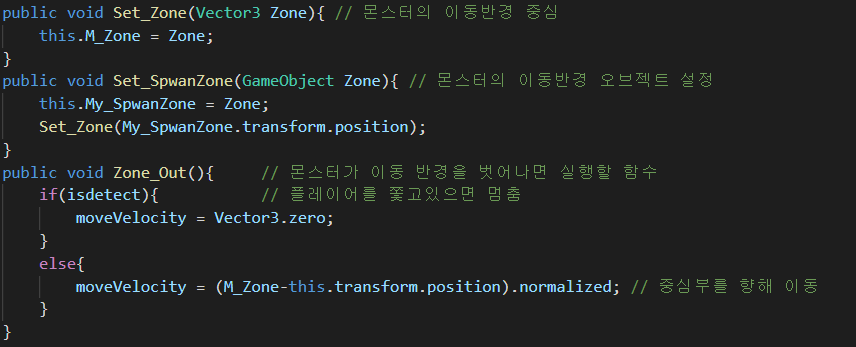 public void Set_Zone(Vector3 Zone){ // 몬스터의 이동반경 중심
    this.M_Zone = Zone;
}
public void Set_SpwanZone(GameObject Zone){ // 몬스터의 이동반경 오브젝트 설정
    this.My_SpwanZone = Zone;
    Set_Zone(My_SpwanZone.transform.position);
}
public void Zone_Out(){     // 몬스터가 이동 반경을 벗어나면 실행할 함수
    if(isdetect){           // 플레이어를 쫓고있으면 멈춤
        moveVelocity = Vector3.zero;
    }
    else{
        moveVelocity = (M_Zone-this.transform.position).normalized; // 중심부를 향해 이동
    }
}